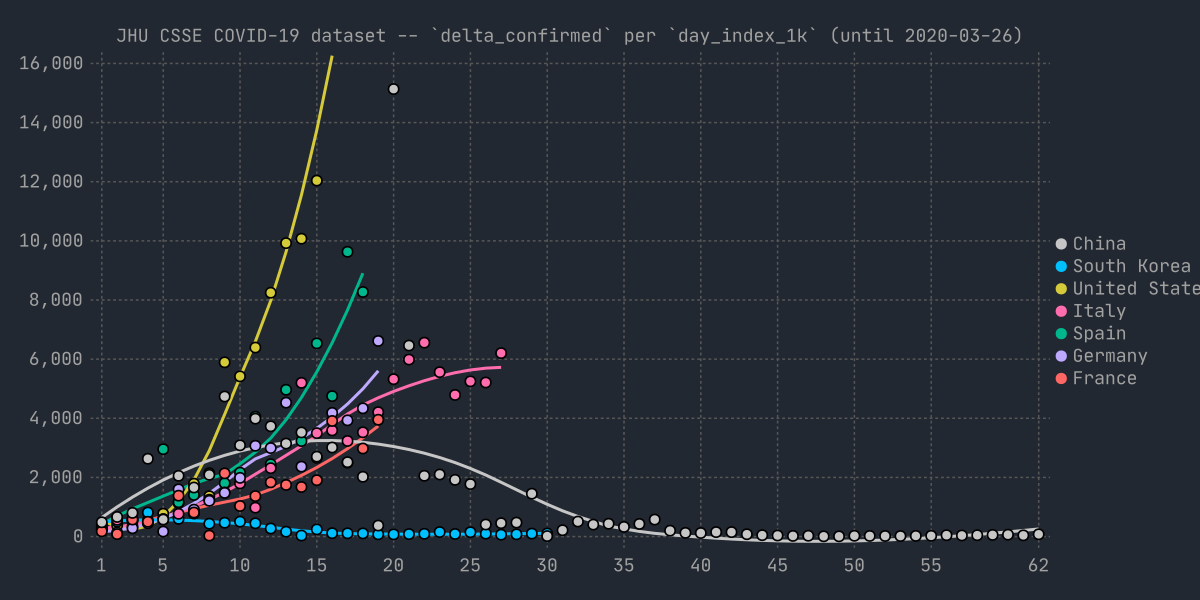 JHU CSSE COVID-19 dataset -- `delta_confirmed` per `day_index_1k` (until 2020-03-26)
16,000
14,000
12,000
10,000
8,000
6,000
4,000
2,000
0
1 5 10 15 20 25 30 35 40 45 50 55 62
China
South Korea
United State
Italy
Spain
Germany
France